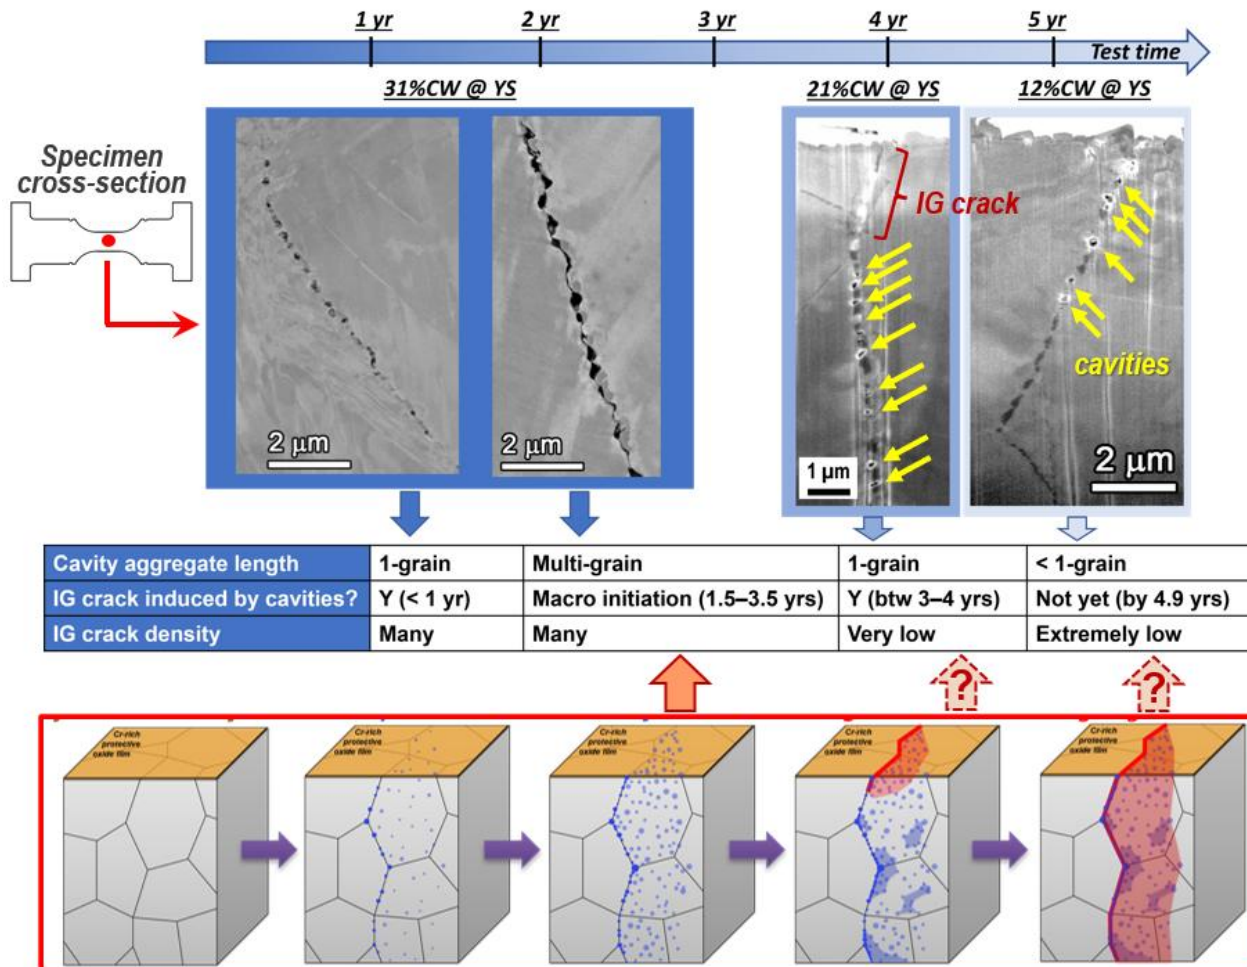 1 yr 2 yr 3 yr 4 yr 5 yr
Test time
31%CW @ YS 21%CW @ YS 12%CW @ YS
Specimen
cross-section
IG crack
cavities
2 μm
2 μm
1 μm
2 μm
Cavity aggregate length 1-grain Multi-grain 1-grain < 1-grain
IG crack induced by cavities? Y (< 1 yr) Macro initiation (1.5–3.5 yrs) Y (btw 3–4 yrs) Not yet (by 4.9 yrs)
IG crack density Many Many Very low Extremely low
? ?
Cr-rich
protective
oxide film
Cr-rich
protective
oxide film
Cr-rich
protective
oxide film
Cr-rich
protective
oxide film
Cr-rich
protective
oxide film